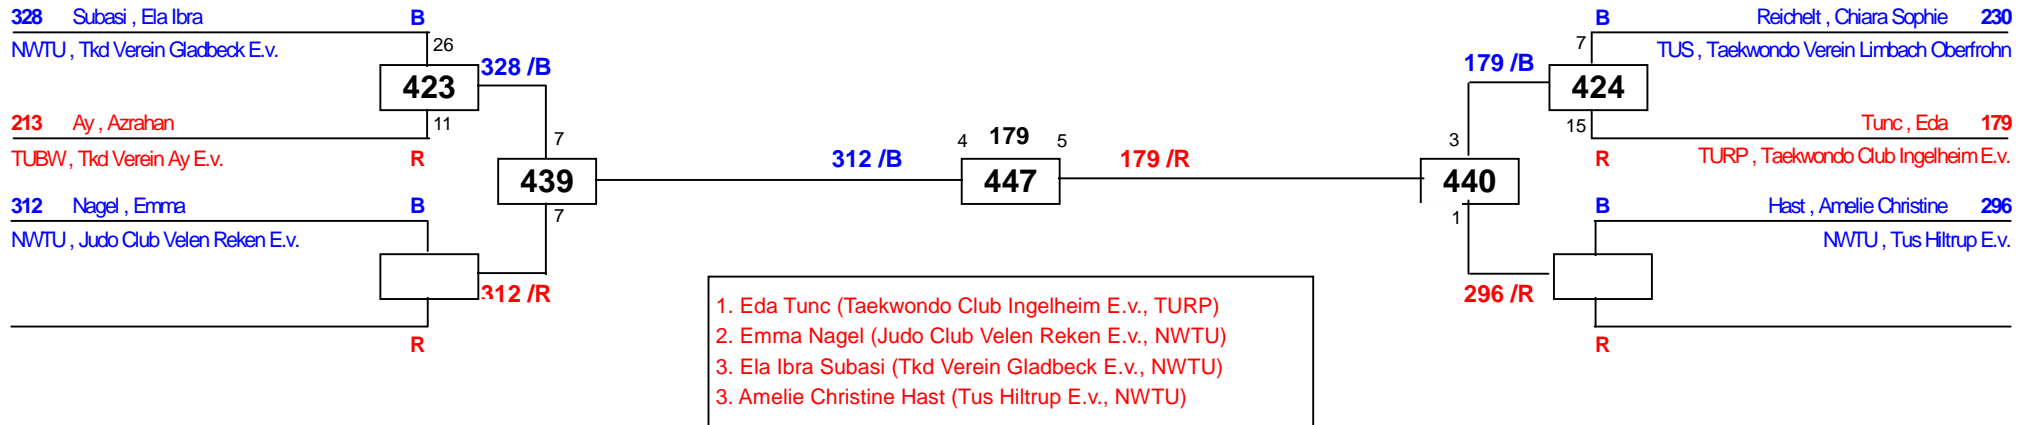 328 Subasi , Ela Ibra B
NWTU , Tkd Verein Gladbeck E.v.
26
423
328 /B
11
213 Ay , Azrahan
TUBW , Tkd Verein Ay E.v. R
7
439
7
312 Nagel , Emma B
NWTU , Judo Club Velen Reken E.v.
312 /R
R
312 /B
4 179 5
447
179 /R
B Reichelt , Chiara Sophie 230
7 TUS , Taekwondo Verein Limbach Oberfrohn
179 /B
424
15 Tunc , Eda 179
R TURP , Taekwondo Club Ingelheim E.v.
3
440
1
B Hast , Amelie Christine 296
NWTU , Tus Hiltrup E.v.
296 /R
R
1. Eda Tunc (Taekwondo Club Ingelheim E.v., TURP)
2. Emma Nagel (Judo Club Velen Reken E.v., NWTU)
3. Ela Ibra Subasi (Tkd Verein Gladbeck E.v., NWTU)
3. Amelie Christine Hast (Tus Hiltrup E.v., NWTU)